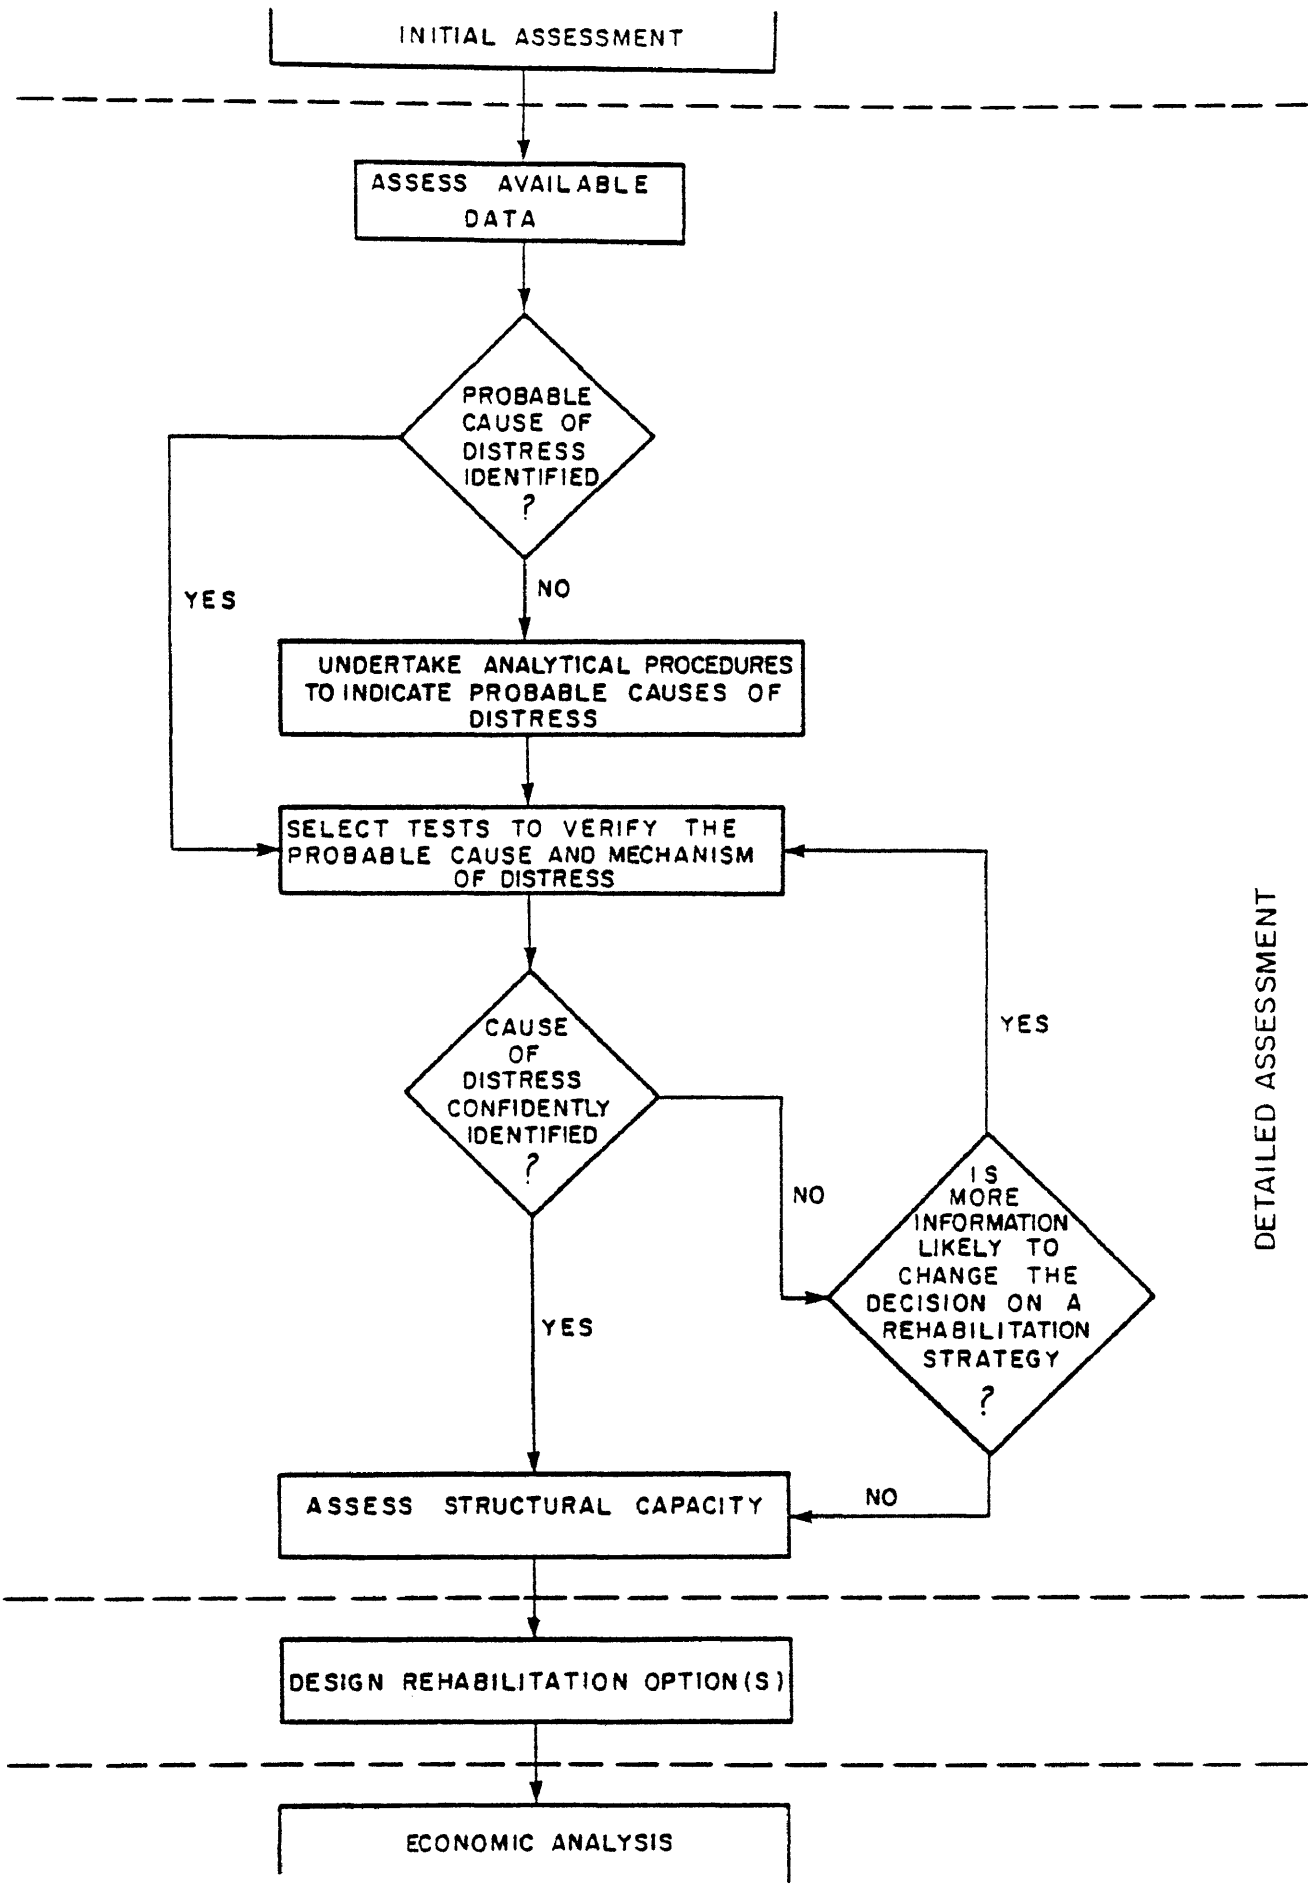 INITIAL ASSESSMENT
ASSESS AVAILABLE
DATA
PROBABLE
CAUSE OF
DISTRESS
IDENTIFIED
?
YES
NO
UNDERTAKE ANALYTICAL PROCEDURES
TO INDICATE PROBABLE CAUSES OF
DISTRESS
SELECT TESTS TO VERIFY THE
PROBABLE CAUSE AND MECHANISM
OF DISTRESS
CAUSE
OF
DISTRESS
CONFIDENTLY
IDENTIFIED
?
YES
NO
IS
MORE
INFORMATION
LIKELY TO
CHANGE THE
DECISION ON A
REHABILITATION
STRATEGY
?
YES
NO
DETAILED ASSESSMENT
ASSESS STRUCTURAL CAPACITY
DESIGN REHABILITATION OPTION(S)
ECONOMIC ANALYSIS